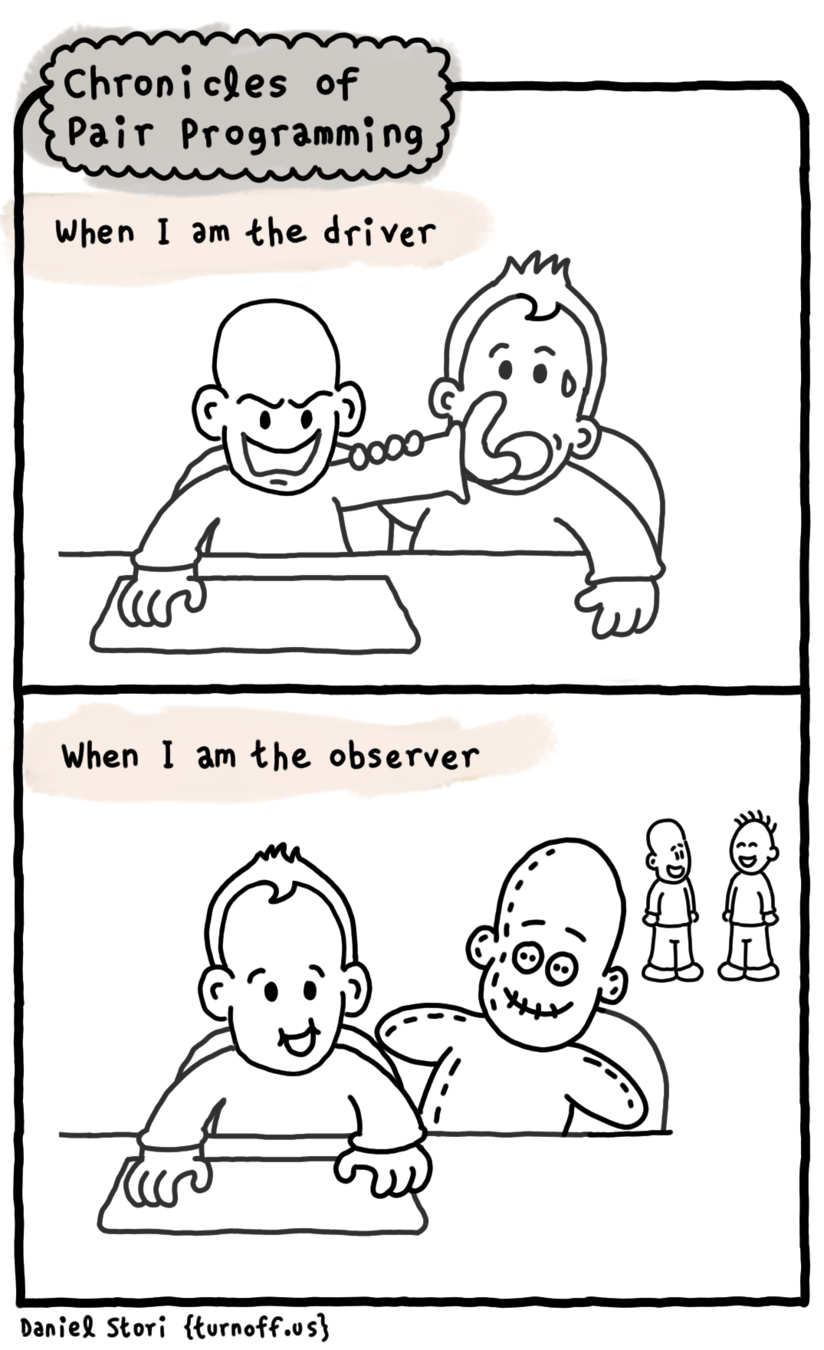 Chronicles of
Pair Programming
When I am the driver
When I am the observer
Daniel Stori {turnoff.us}